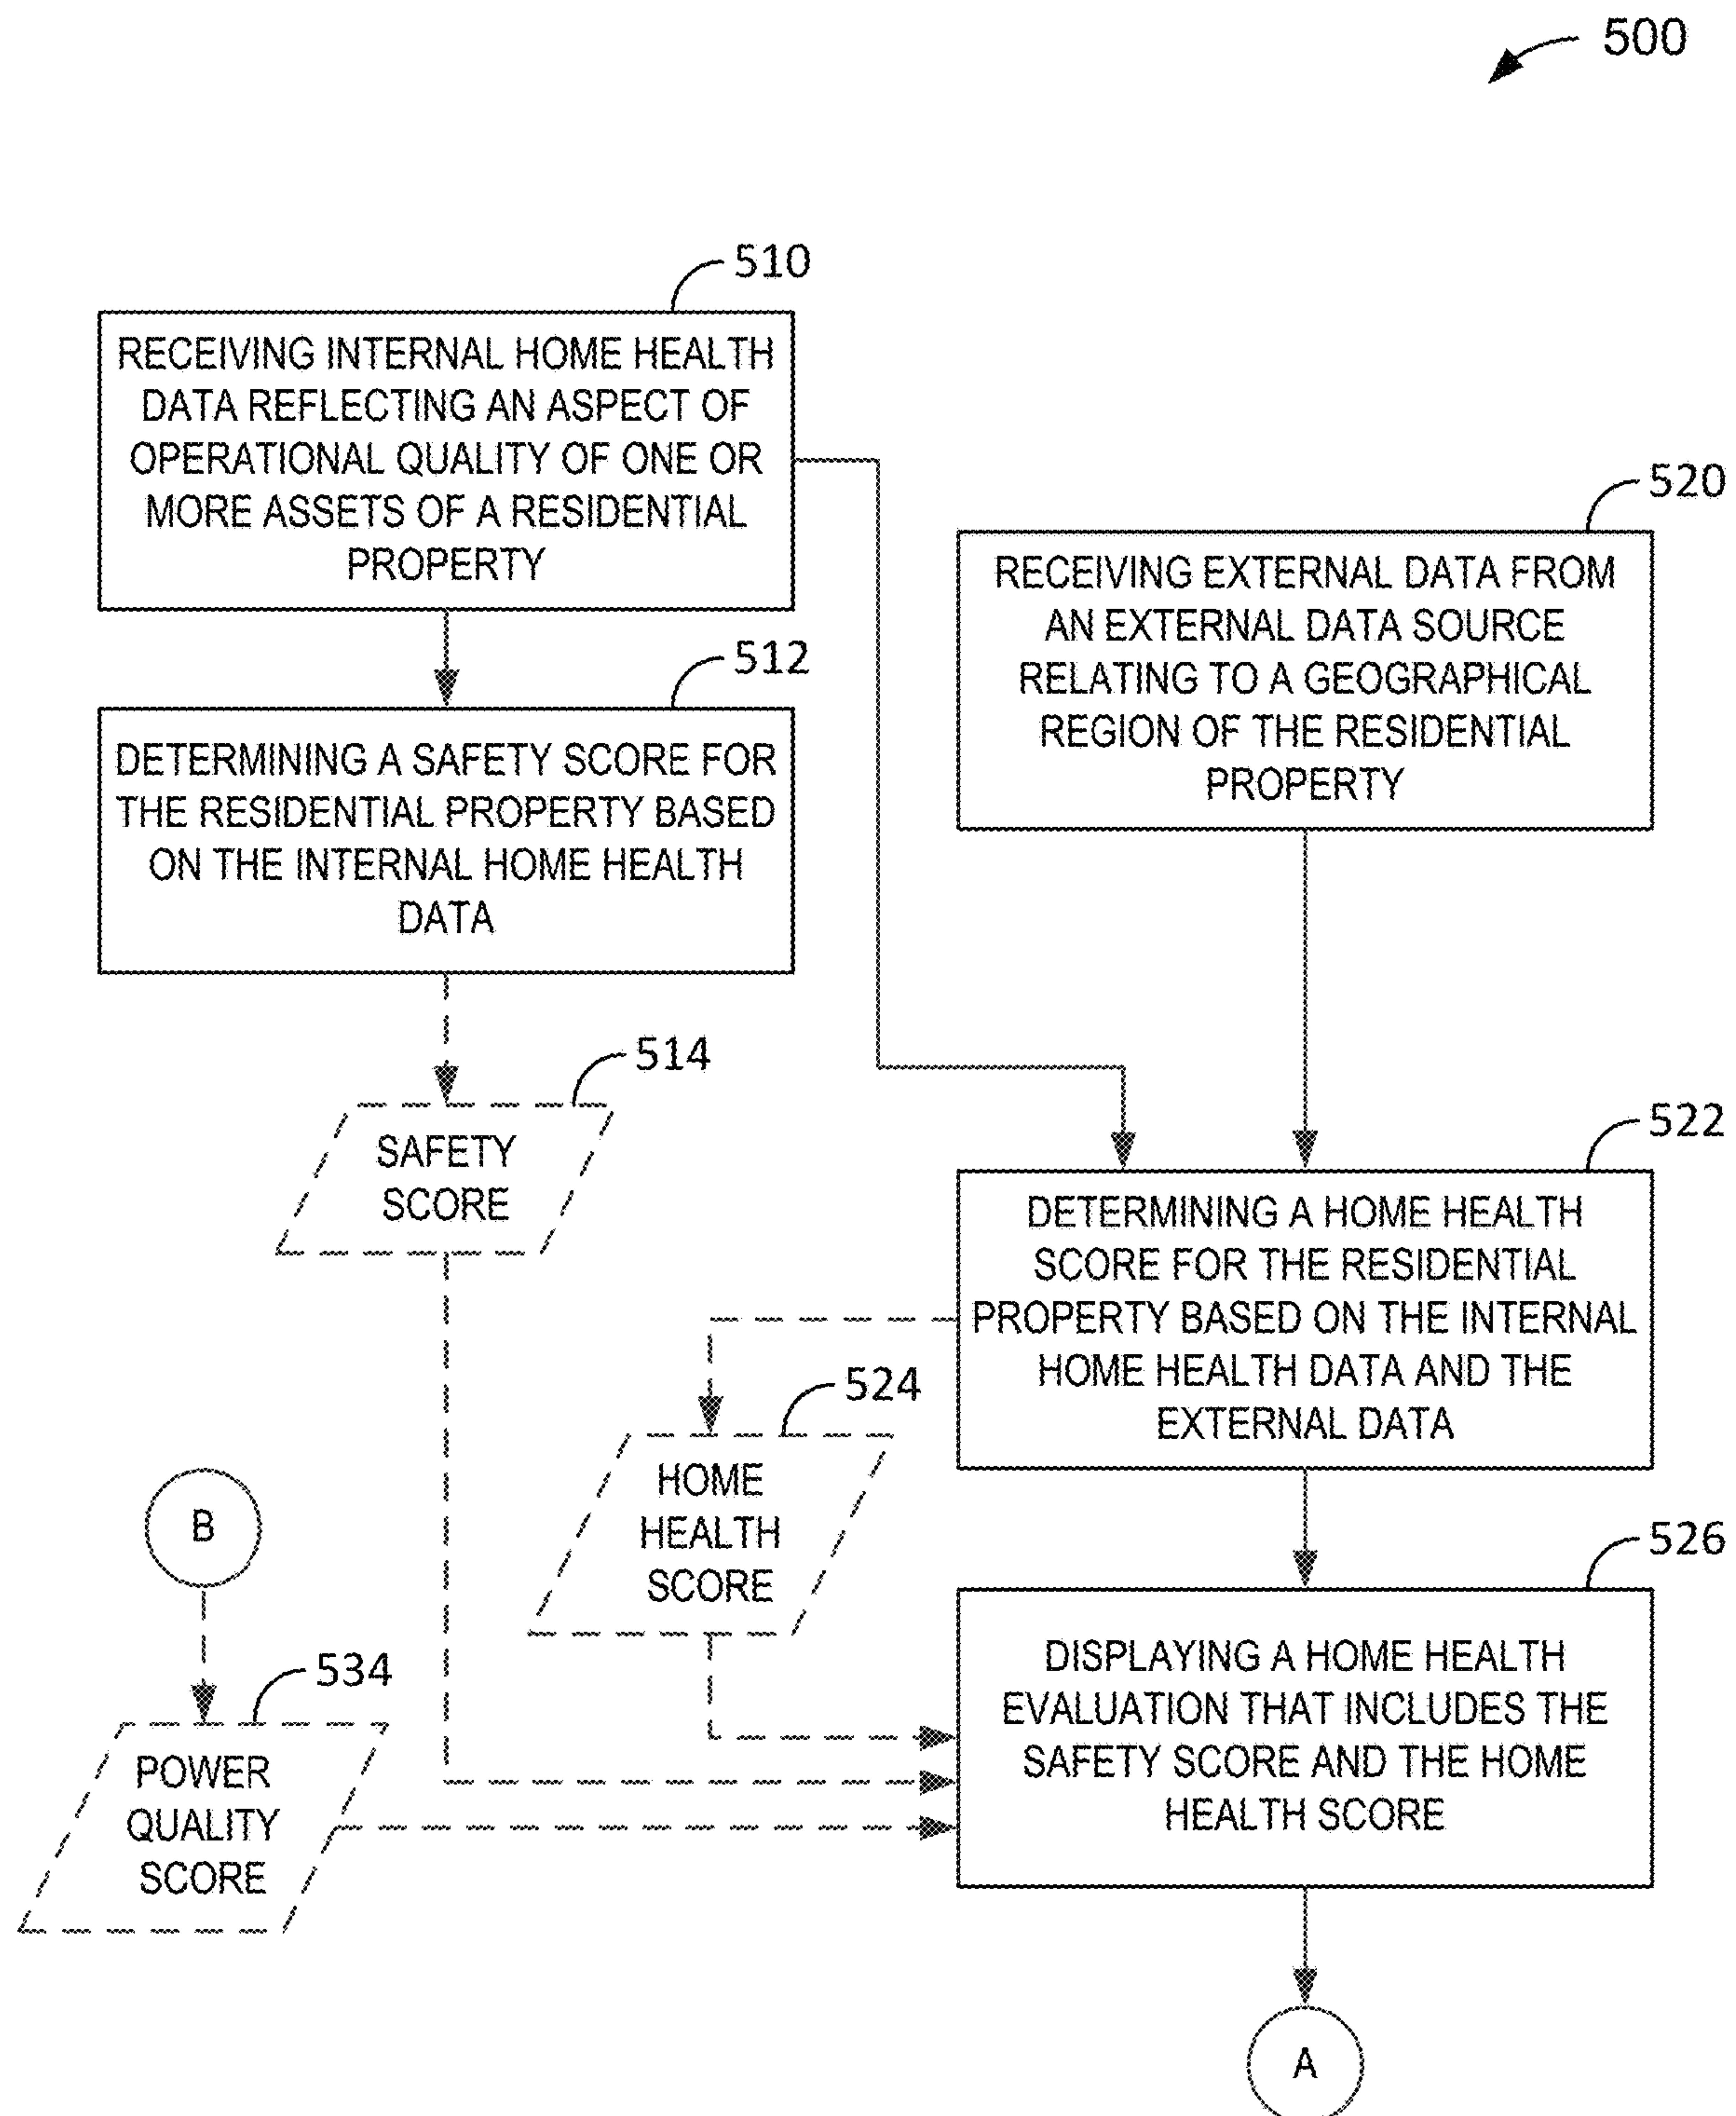 500
510
RECEIVING INTERNAL HOME HEALTH
DATA REFLECTING AN ASPECT OF
OPERATIONAL QUALITY OF ONE OR
MORE ASSETS OF A RESIDENTIAL
PROPERTY
520
RECEIVING EXTERNAL DATA FROM
AN EXTERNAL DATA SOURCE
RELATING TO A GEOGRAPHICAL
REGION OF THE RESIDENTIAL
PROPERTY
512
DETERMINING A SAFETY SCORE FOR
THE RESIDENTIAL PROPERTY BASED
ON THE INTERNAL HOME HEALTH
DATA
514
SAFETY
SCORE
522
DETERMINING A HOME HEALTH
SCORE FOR THE RESIDENTIAL
PROPERTY BASED ON THE INTERNAL
HOME HEALTH DATA AND THE
EXTERNAL DATA
524
HOME
HEALTH
SCORE
B
534
POWER
QUALITY
SCORE
526
DISPLAYING A HOME HEALTH
EVALUATION THAT INCLUDES THE
SAFETY SCORE AND THE HOME
HEALTH SCORE
A